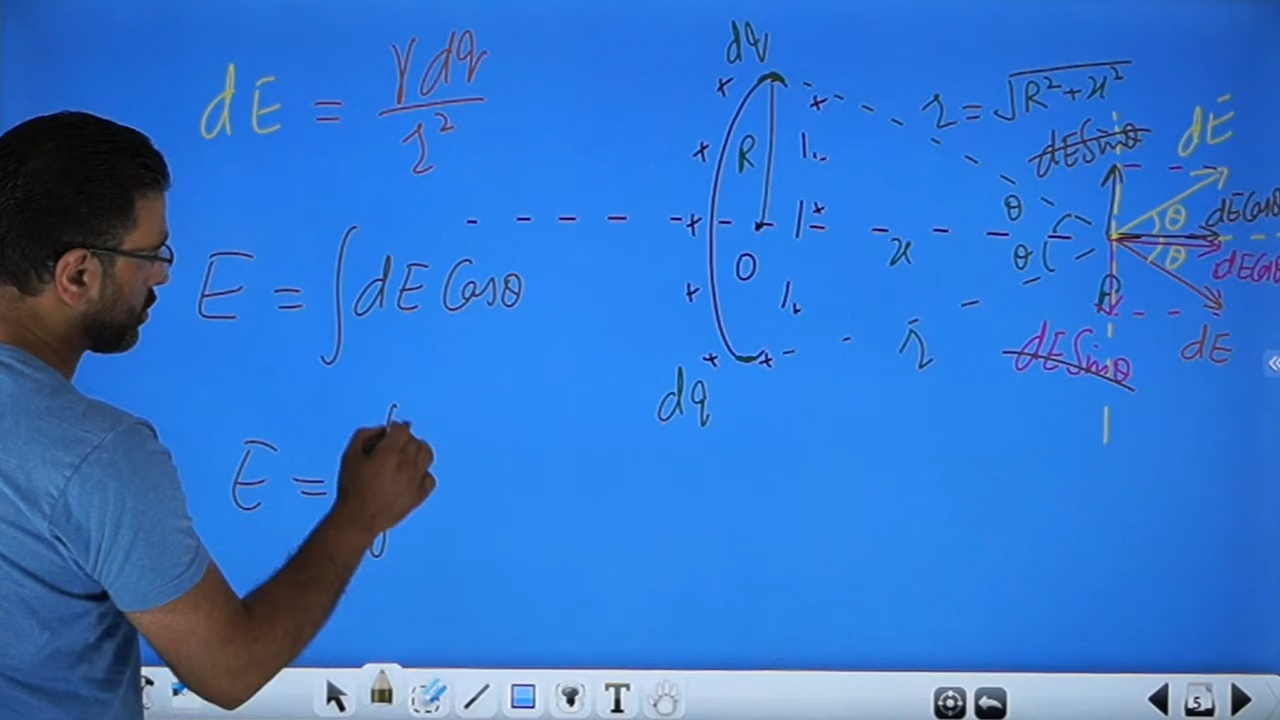 dE = γ dq / r²
E = ∫ dE Cosθ
E =
dq
R
O
x
r = √R² + x²
dE Sinθ
dE
θ
dE Cosθ
θ
θ
θ
dE Cosθ
r
dE Sinθ
dE
dq
T
5